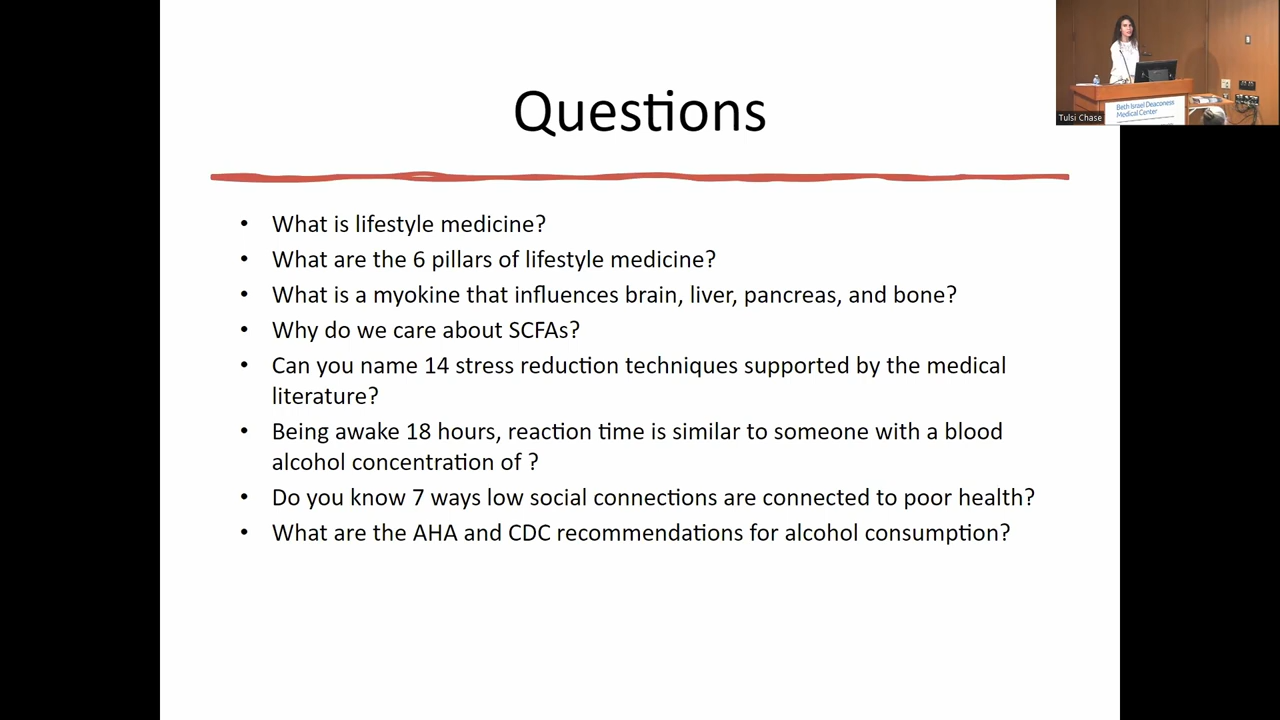 Questions
• What is lifestyle medicine?
• What are the 6 pillars of lifestyle medicine?
• What is a myokine that influences brain, liver, pancreas, and bone?
• Why do we care about SCFAs?
• Can you name 14 stress reduction techniques supported by the medical
literature?
• Being awake 18 hours, reaction time is similar to someone with a blood
alcohol concentration of ?
• Do you know 7 ways low social connections are connected to poor health?
• What are the AHA and CDC recommendations for alcohol consumption?
Beth Israel Deaconess
Medical Center
Tulsi Chase